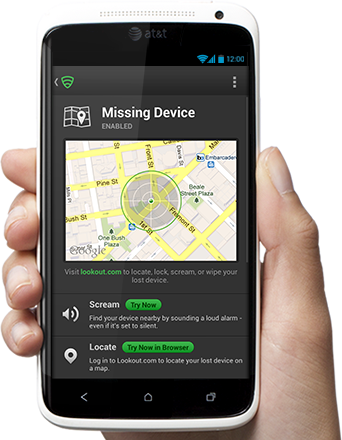 at&t
12:00
Missing Device
ENABLED
Front St
Davis St
Embarcadero
Pine St
Beale
Street Plaza
Fremont St
Bush St
One Bush
Plaza
Google
Visit lookout.com to locate, lock, scream, or wipe your
lost device.
Scream Try Now
Find your device nearby by sounding a loud alarm -
even if it's set to silent.
Locate Try Now in Browser
Log in to Lookout.com to locate your lost device on
a map.